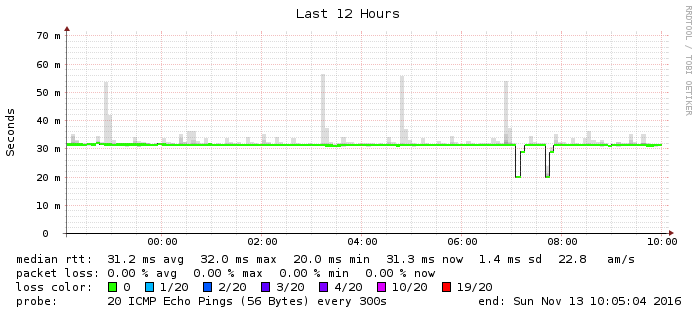 Last 12 Hours
RRDTOOL / TOBI OETIKER
Seconds
70 m
60 m
50 m
40 m
30 m
20 m
10 m
0
00:00 02:00 04:00 06:00 08:00 10:00
median rtt: 31.2 ms avg 32.0 ms max 20.0 ms min 31.3 ms now 1.4 ms sd 22.8 am/s
packet loss: 0.00 % avg 0.00 % max 0.00 % min 0.00 % now
loss color: 0 1/20 2/20 3/20 4/20 10/20 19/20
probe: 20 ICMP Echo Pings (56 Bytes) every 300s end: Sun Nov 13 10:05:04 2016